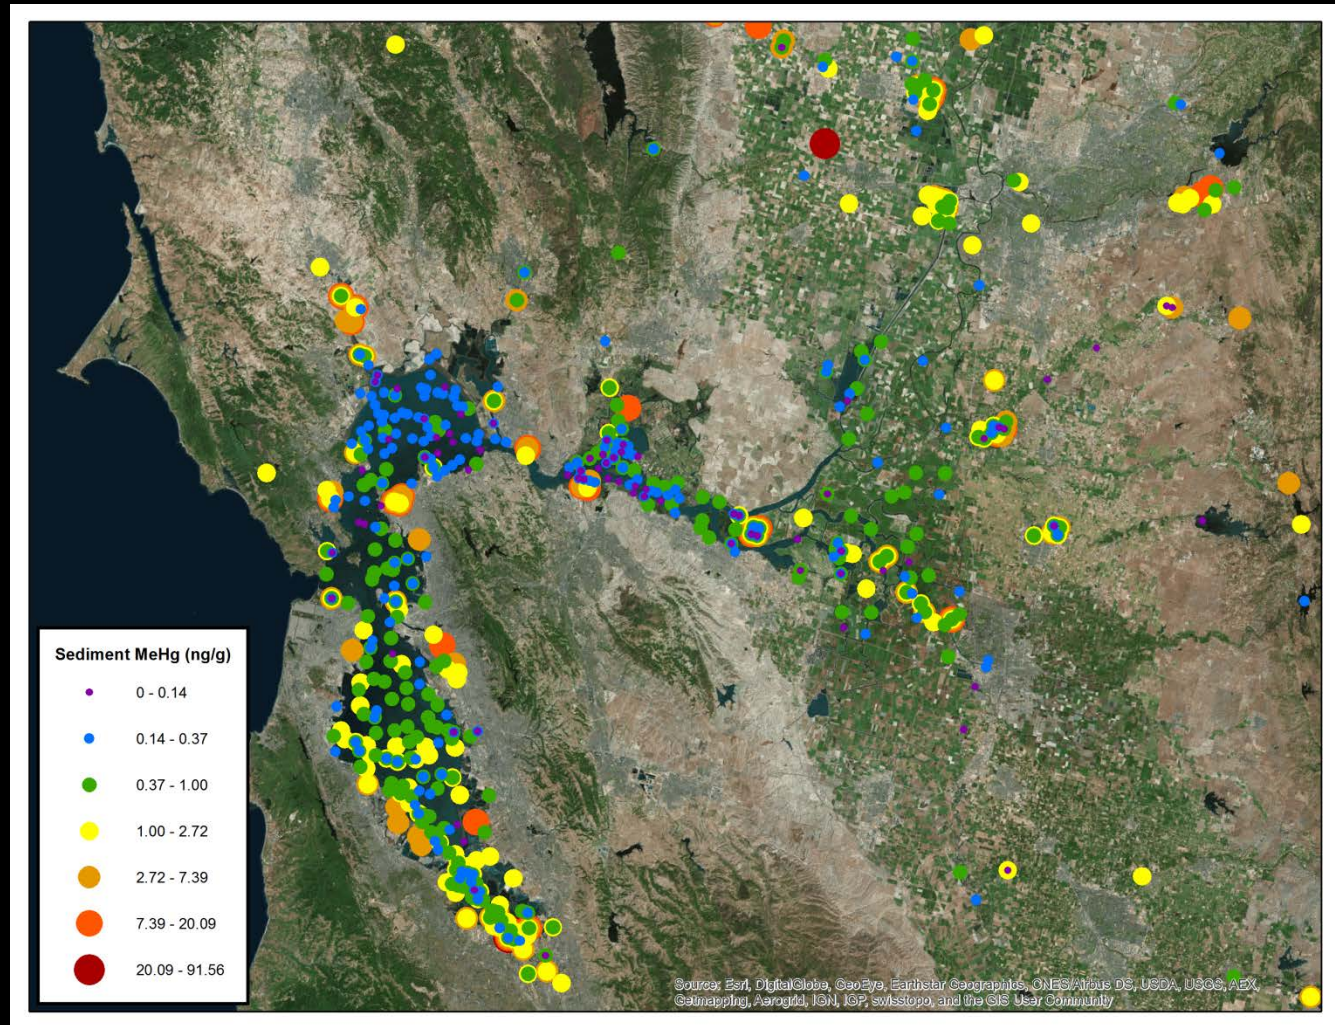 Sediment MeHg (ng/g)
0 - 0.14
0.14 - 0.37
0.37 - 1.00
1.00 - 2.72
2.72 - 7.39
7.39 - 20.09
20.09 - 91.56
Source: Esri, DigitalGlobe, GeoEye, Earthstar Geographics, CNES/Airbus DS, USDA, USGS, AEX,
Getmapping, Aerogrid, IGN, IGP, swisstopo, and the GIS User Community